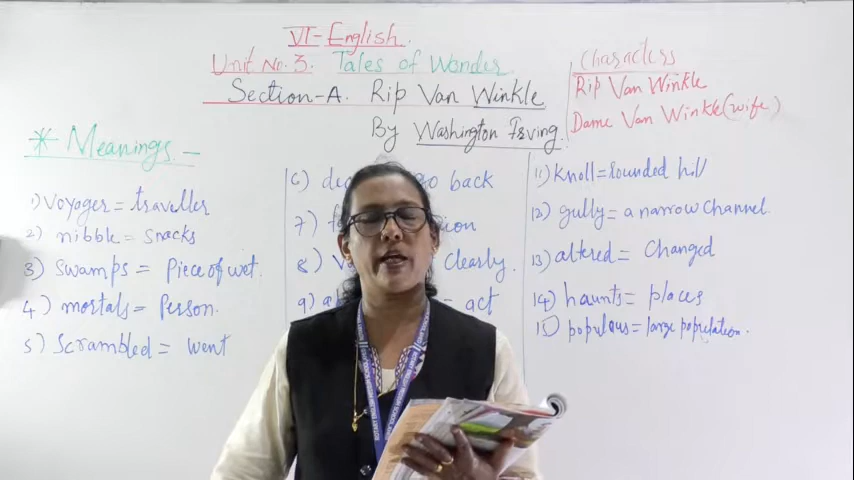 VI-English.
Unit No.3. Tales of Wonder
Section-A. Rip Van Winkle
By Washington Irving.
Characters
Rip Van Winkle
Dame Van Winkle (wife)
* Meanings -
1) Voyager = traveller
2) nibble = snacks
3) swamps = Piece of wet.
4) mortals = Person.
5) Scrambled = went
6) go back
7)
8) clearly.
9) = act
11) Knoll = rounded hill
12) gully = a narrow channel.
13) altered = changed
14) haunts = places
15) populous = large population.